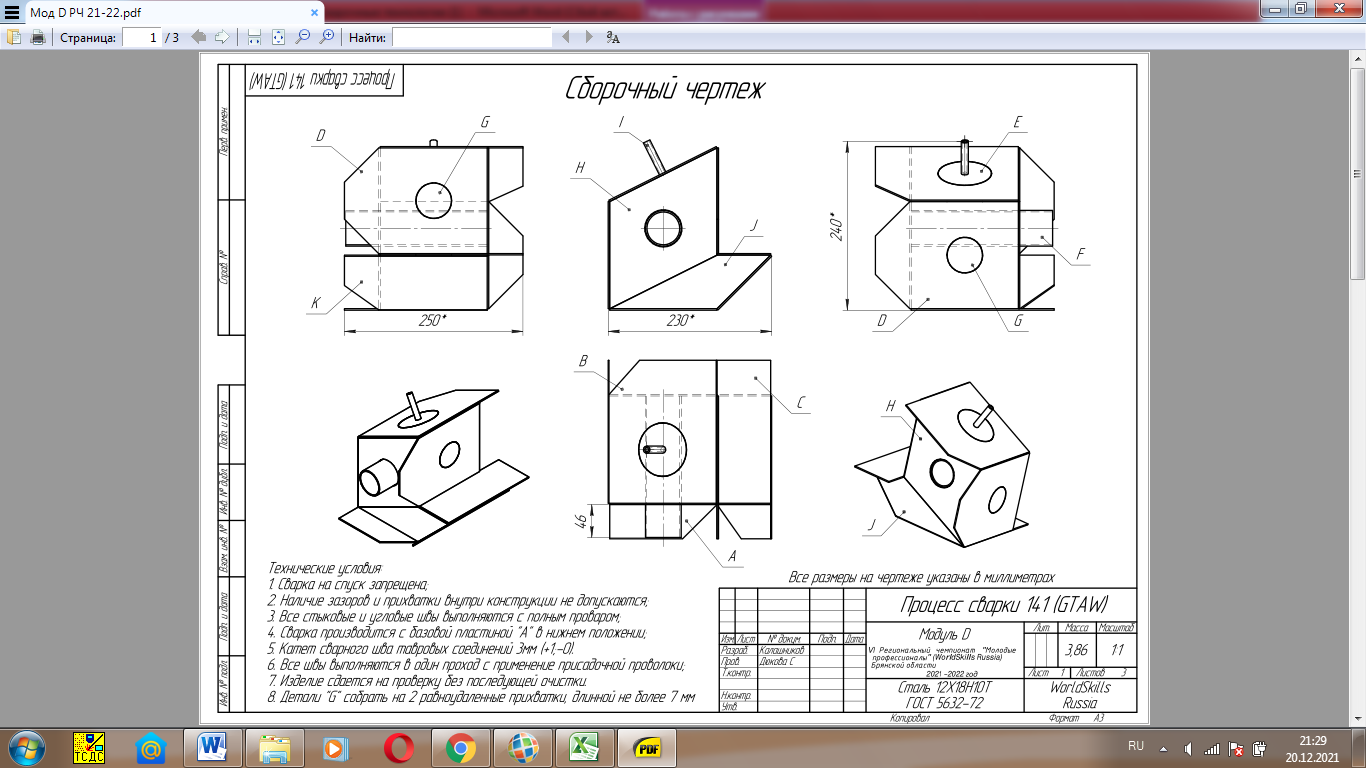 Мод D РЧ 21-22.pdf
Страница: 1 / 3 Найти:
Процесс сварки 141 (GTAW)
Сборочный чертеж
Перв. примен.
Справ. №
Подп. и дата
Инв. № дубл.
Взам. инв. №
Подп. и дата
Инв. № подл.
D
G
K
250*
I
H
J
230*
E
240*
F
D
G
B
C
46
A
H
J
Технические условия:
1. Сварка на спуск запрещена;
2. Наличие зазоров и прихватки внутри конструкции не допускаются;
3. Все стыковые и угловые швы выполняются с полным проваром;
4. Сварка производится с базовой пластиной "А" в нижнем положении;
5. Катет сварного шва тавровых соединений 3мм (+1,-0).
6. Все швы выполняются в один проход с применение присадочной проволоки;
7. Изделие сдается на проверку без последующей очистки.
8. Детали "G" собрать на 2 равноудаленные прихватки, длинной не более 7 мм
Все размеры на чертеже указаны в миллиметрах
Процесс сварки 141 (GTAW)
Изм. Лист № докум. Подп. Дата
Разраб. Калашников
Пров. Дюкова С
Т.контр.
Н.контр.
Утв.
Модуль D
VI Региональный чемпионат "Молодые
профессионалы" (WorldSkills Russia)
Брянской области
2021 -2022 год
Лит. Масса Масштаб
3,86 1:1
Лист 1 Листов 3
Сталь 12Х18Н10Т
ГОСТ 5632-72
WorldSkills
Russia
Копировал Формат А3
ТСДС
PDF
RU
21:29
20.12.2021